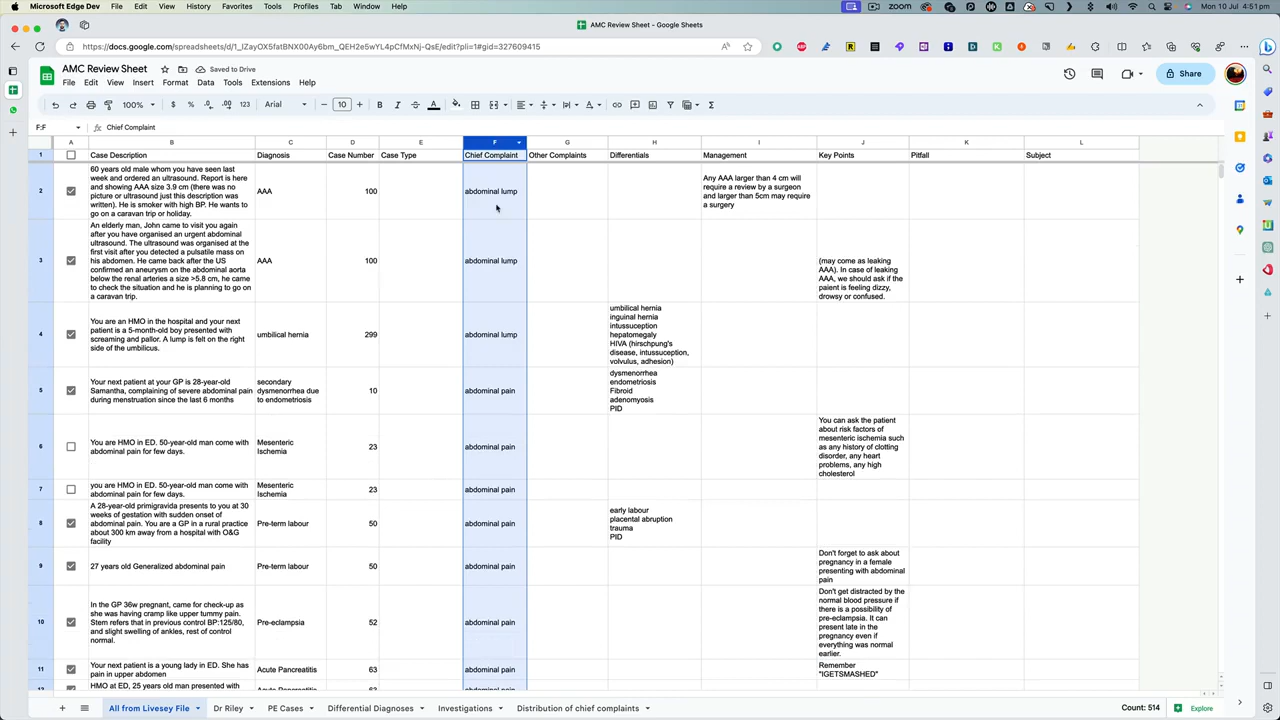 Microsoft Edge Dev File Edit View History Favorites Tools Profiles Tab Window Help Mon 10 Jul 4:51 pm
AMC Review Sheet – Google Sheets
https://docs.google.com/spreadsheets/d/1_IZayOX5fatBNX00Ay6bm_QEH2e5wYL4pCfMxNj-QsE/edit?pli=1#gid=327609415
AMC Review Sheet Saved to Drive
File Edit View Insert Format Data Tools Extensions Help
Share
100% $ % .0 .00 123 Arial 10
F:F Chief Complaint
A B C D E F G H I J K L
1 Case Description Diagnosis Case Number Case Type Chief Complaint Other Complaints Differentials Management Key Points Pitfall Subject
2
60 years old male whom you have seen last
week and ordered an ultrasound. Report is here
and showing AAA size 3.9 cm (there was no
picture or ultrasound just this description was
written). He is smoker with high BP. He wants to
go on a caravan trip or holiday.
AAA
100
abdominal lump
Any AAA larger than 4 cm will
require a review by a surgeon
and larger than 5cm may require
a surgery
3
An elderly man, John came to visit you again
after you have organised an urgent abdominal
ultrasound. The ultrasound was organised at the
first visit after you detected a pulsatile mass on
his abdomen. He came back after the US
confirmed an aneurysm on the abdominal aorta
below the renal arteries a size >5.8 cm, he came
to check the situation and he is planning to go on
a caravan trip.
AAA
100
abdominal lump
(may come as leaking
AAA). In case of leaking
AAA, we should ask if the
paient is feeling dizzy,
drowsy or confused.
4
You are an HMO in the hospital and your next
patient is a 5-month-old boy presented with
screaming and pallor. A lump is felt on the right
side of the umbilicus.
umbilical hernia
299
abdominal lump
umbilical hernia
inguinal hernia
intussuception
hepatomegaly
HIVA (hirschpung's
disease, intussuception,
volvulus, adhesion)
5
Your next patient at your GP is 28-year-old
Samantha, complaining of severe abdominal pain
during menstruation since the last 6 months
secondary
dysmenorrhea due
to endometriosis
10
abdominal pain
dysmenorrhea
endometriosis
Fibroid
adenomyosis
PID
6
You are HMO in ED. 50-year-old man come with
abdominal pain for few days.
Mesenteric
Ischemia
23
abdominal pain
You can ask the patient
about risk factors of
mesenteric ischemia such
as any history of clotting
disorder, any heart
problems, any high
cholesterol
7
you are HMO in ED. 50-year-old man come with
abdominal pain for few days.
Mesenteric
Ischemia
23
abdominal pain
8
A 28-year-old primigravida presents to you at 30
weeks of gestation with sudden onset of
abdominal pain. You are a GP in a rural practice
about 300 km away from a hospital with O&G
facility
Pre-term labour
50
abdominal pain
early labour
placental abruption
trauma
PID
9
27 years old Generalized abdominal pain
Pre-term labour
50
abdominal pain
Don't forget to ask about
pregnancy in a female
presenting with abdominal
pain
10
In the GP 36w pregnant, came for check-up as
she was having cramp like upper tummy pain.
Stem refers that in previous control BP:125/80,
and slight swelling of ankles, rest of control
normal.
Pre-eclampsia
52
abdominal pain
Don't get distracted by the
normal blood pressure if
there is a possibility of
pre-eclampsia. It can
present late in the
pregnancy even if
everything was normal
earlier.
11
Your next patient is a young lady in ED. She has
pain in upper abdomen
Acute Pancreatitis
63
abdominal pain
Remember
"IGETSMASHED"
HMO at ED, 25 years old man presented with
All from Livesey File Dr Riley PE Cases Differential Diagnoses Investigations Distribution of chief complaints Count: 514 Explore